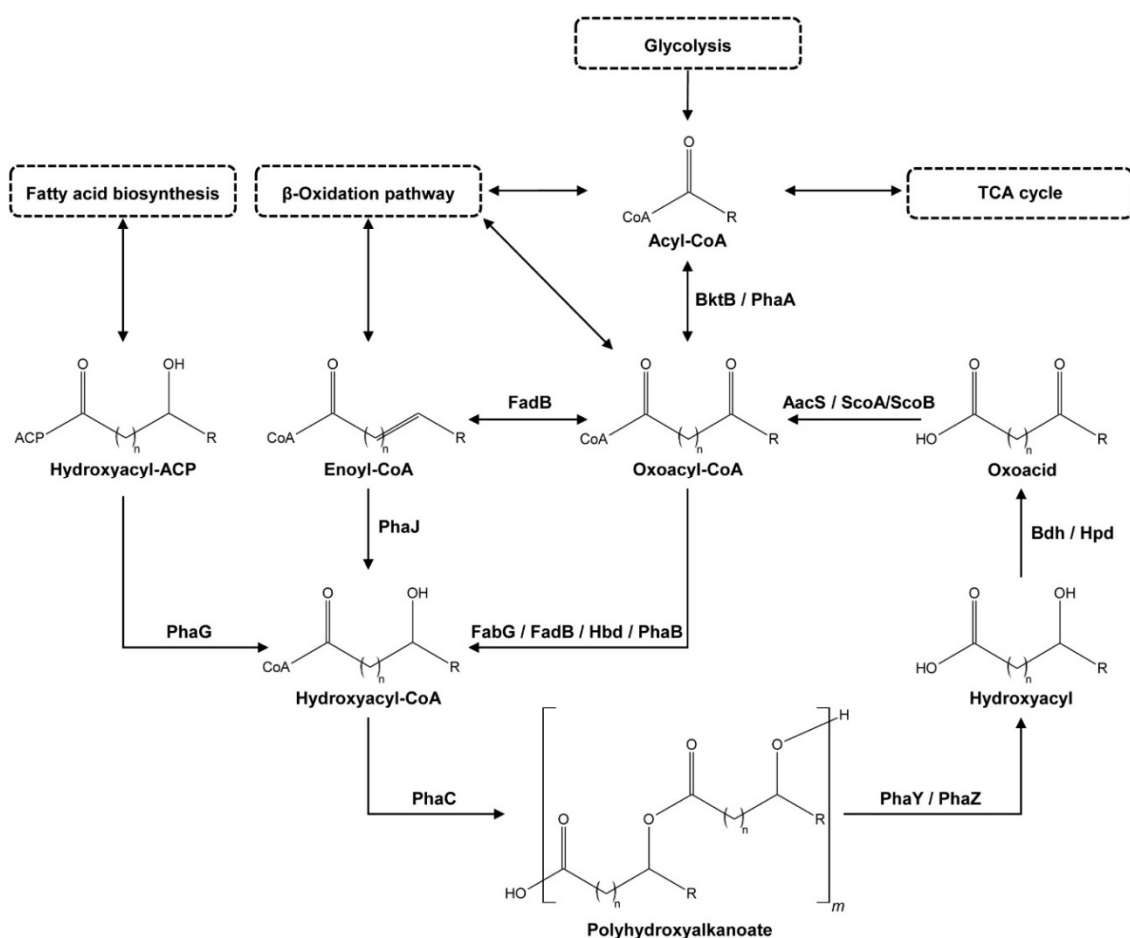 Glycolysis
O
Fatty acid biosynthesis
β-Oxidation pathway
TCA cycle
CoA
R
Acyl-CoA
BktB / PhaA
O
OH
O
O
O
O
O
FadB
AacS / ScoA/ScoB
ACP
( )n
R
CoA
( )n
R
CoA
( )n
R
HO
( )n
R
Hydroxyacyl-ACP
Enoyl-CoA
Oxoacyl-CoA
Oxoacid
PhaJ
Bdh / Hpd
O
OH
O
OH
PhaG
FabG / FadB / Hbd / PhaB
CoA
( )n
R
HO
( )n
R
Hydroxyacyl-CoA
Hydroxyacyl
H
O
O
PhaC
PhaY / PhaZ
O
O
( )n
R
HO
( )n
R
m
Polyhydroxyalkanoate